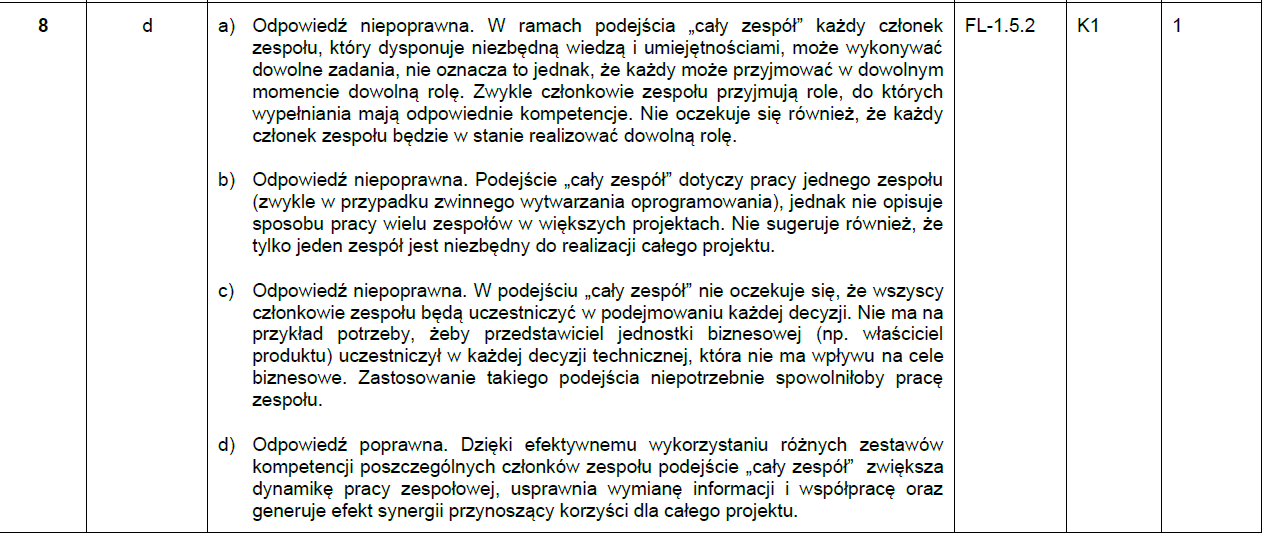 8 d a) Odpowiedź niepoprawna. W ramach podejścia „cały zespół” każdy członek FL-1.5.2 K1 1
zespołu, który dysponuje niezbędną wiedzą i umiejętnościami, może wykonywać
dowolne zadania, nie oznacza to jednak, że każdy może przyjmować w dowolnym
momencie dowolną rolę. Zwykle członkowie zespołu przyjmują role, do których
wypełniania mają odpowiednie kompetencje. Nie oczekuje się również, że każdy
członek zespołu będzie w stanie realizować dowolną rolę.
b) Odpowiedź niepoprawna. Podejście „cały zespół” dotyczy pracy jednego zespołu
(zwykle w przypadku zwinnego wytwarzania oprogramowania), jednak nie opisuje
sposobu pracy wielu zespołów w większych projektach. Nie sugeruje również, że
tylko jeden zespół jest niezbędny do realizacji całego projektu.
c) Odpowiedź niepoprawna. W podejściu „cały zespół” nie oczekuje się, że wszyscy
członkowie zespołu będą uczestniczyć w podejmowaniu każdej decyzji. Nie ma na
przykład potrzeby, żeby przedstawiciel jednostki biznesowej (np. właściciel
produktu) uczestniczył w każdej decyzji technicznej, która nie ma wpływu na cele
biznesowe. Zastosowanie takiego podejścia niepotrzebnie spowolniłoby pracę
zespołu.
d) Odpowiedź poprawna. Dzięki efektywnemu wykorzystaniu różnych zestawów
kompetencji poszczególnych członków zespołu podejście „cały zespół” zwiększa
dynamikę pracy zespołowej, usprawnia wymianę informacji i współpracę oraz
generuje efekt synergii przynoszący korzyści dla całego projektu.